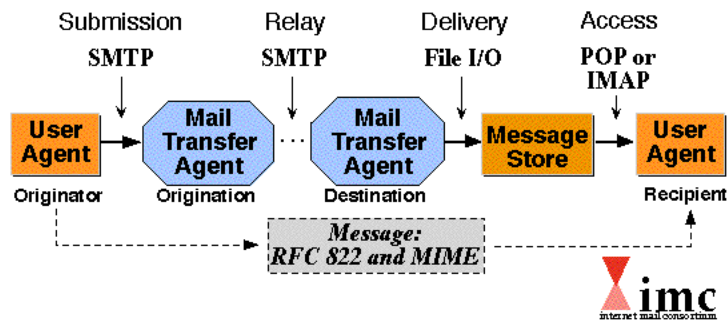 Submission Relay Delivery Access
SMTP SMTP File I/O POP or
IMAP
User
Agent
Mail
Transfer
Agent
...
Mail
Transfer
Agent
Message
Store
User
Agent
Originator Origination Destination Recipient
Message:
RFC 822 and MIME
imc
internet mail consortium